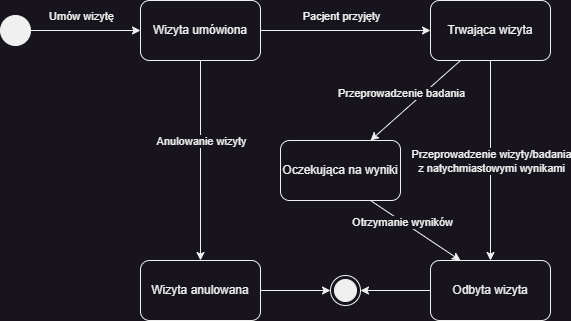 Umów wizytę
Wizyta umówiona
Pacjent przyjęty
Trwająca wizyta
Przeprowadzenie badania
Anulowanie wizyty
Przeprowadzenie wizyty/badania
z natychmiastowymi wynikami
Oczekująca na wyniki
Otrzymanie wyników
Wizyta anulowana
Odbyta wizyta